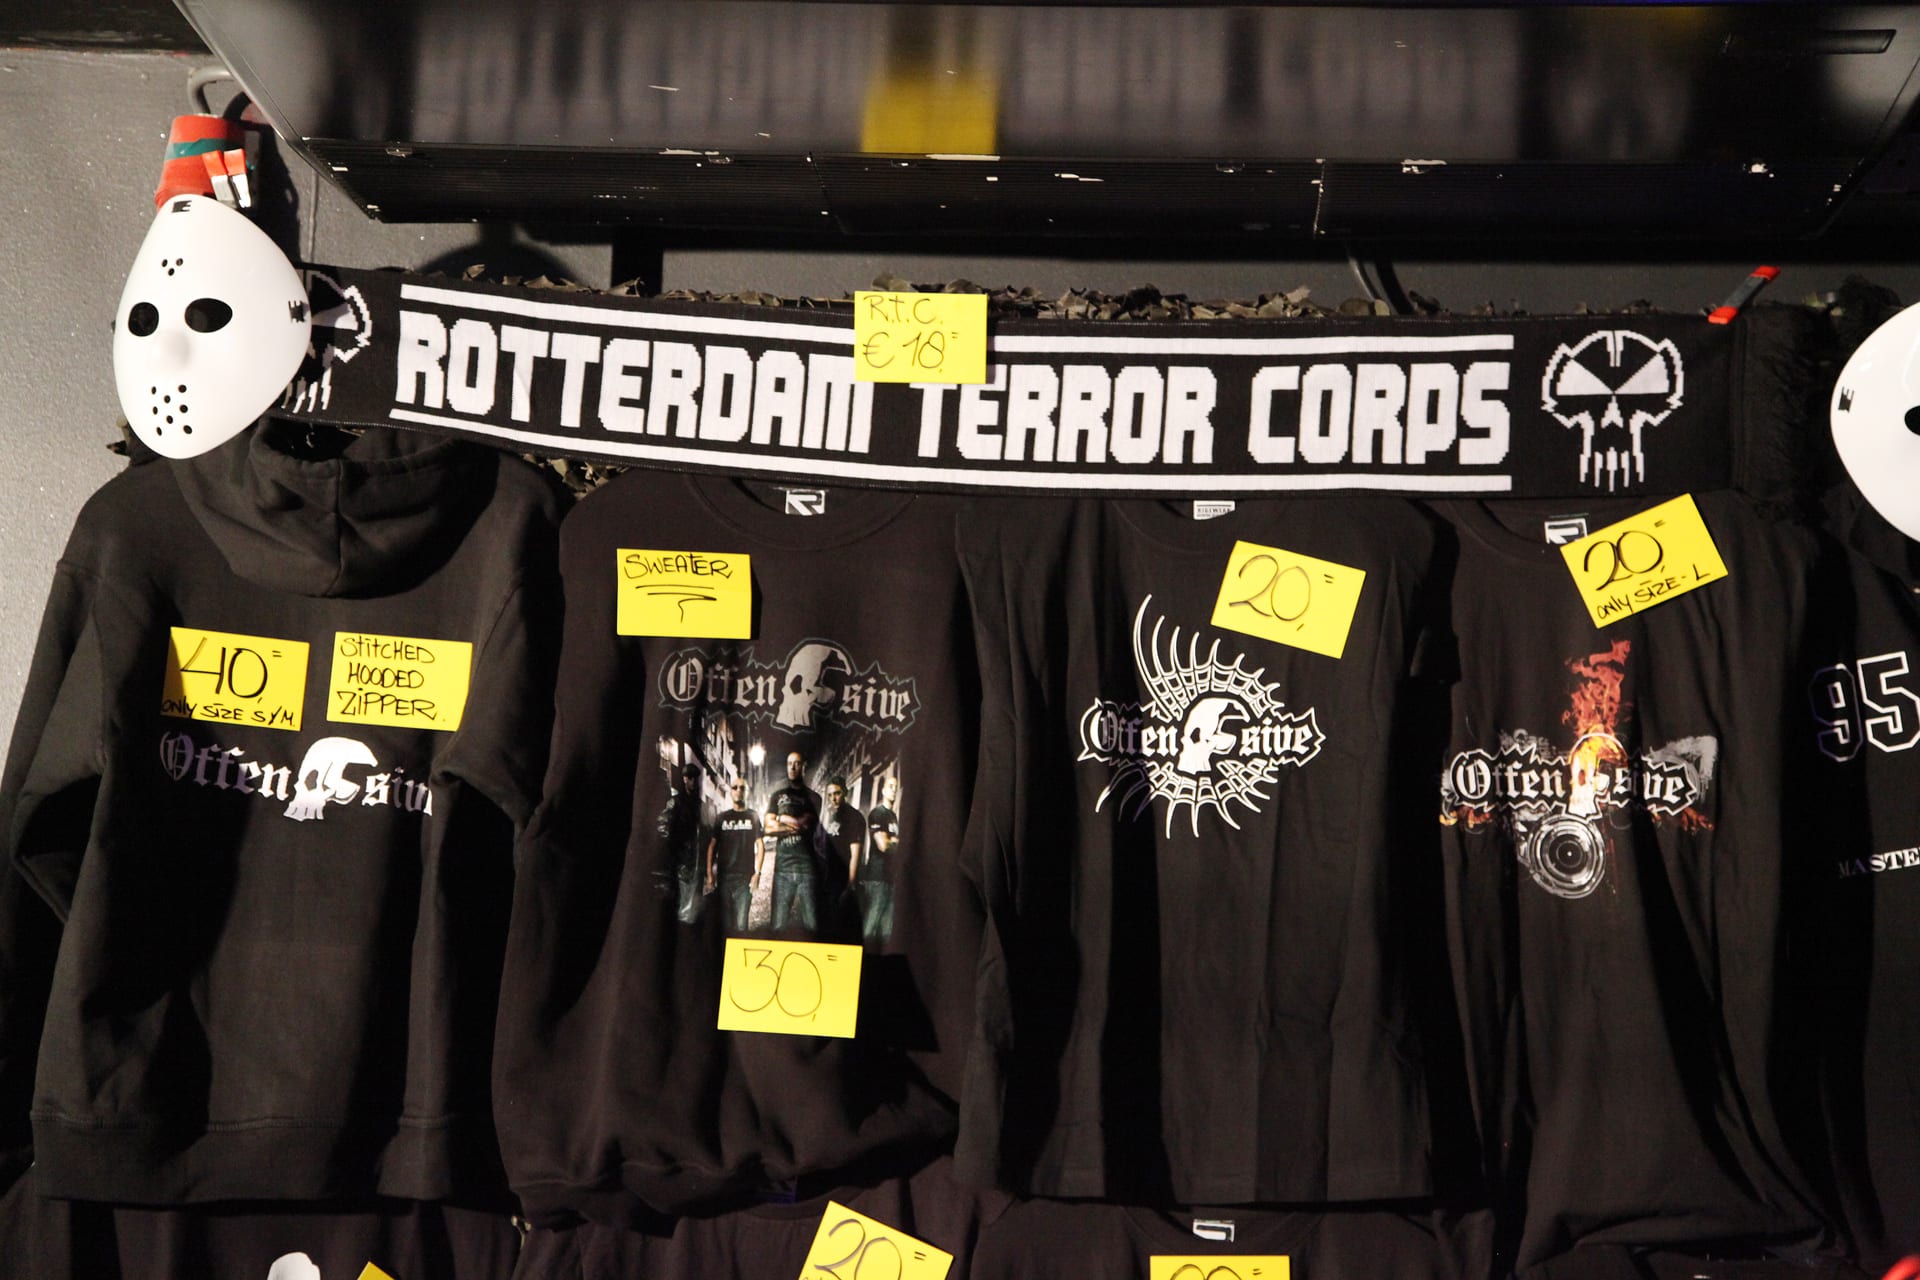 R.T.C.
€ 18,=
ROTTERDAM TERROR CORPS
SWEATER
20,=
20,=
only SIZE-L
40,=
ONLY SIZE S/M.
STITCHED
HOODED
ZIPPER.
Offensive
Offensive
Offensive
Offensive
95
MASTE
30,=
20 =